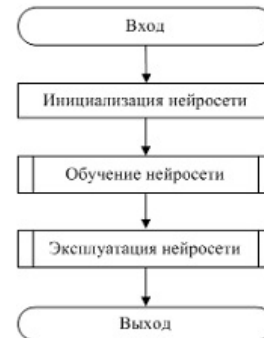 Вход
Инициализация нейросети
Обучение нейросети
Эксплуатация нейросети
Выход